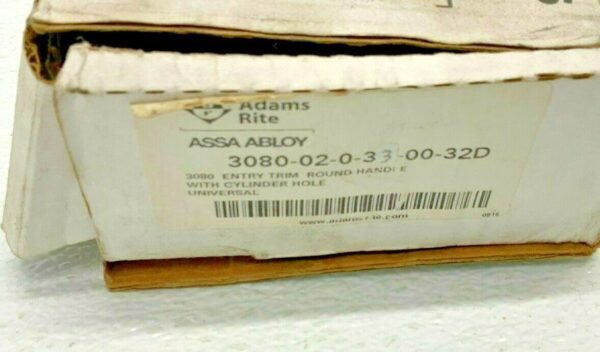 Adams
Rite
ASSA ABLOY
3080-02-0-33-00-32D
3080 ENTRY TRIM ROUND HANDLE
WITH CYLINDER HOLE
UNIVERSAL
www.adamsrite.com
0816